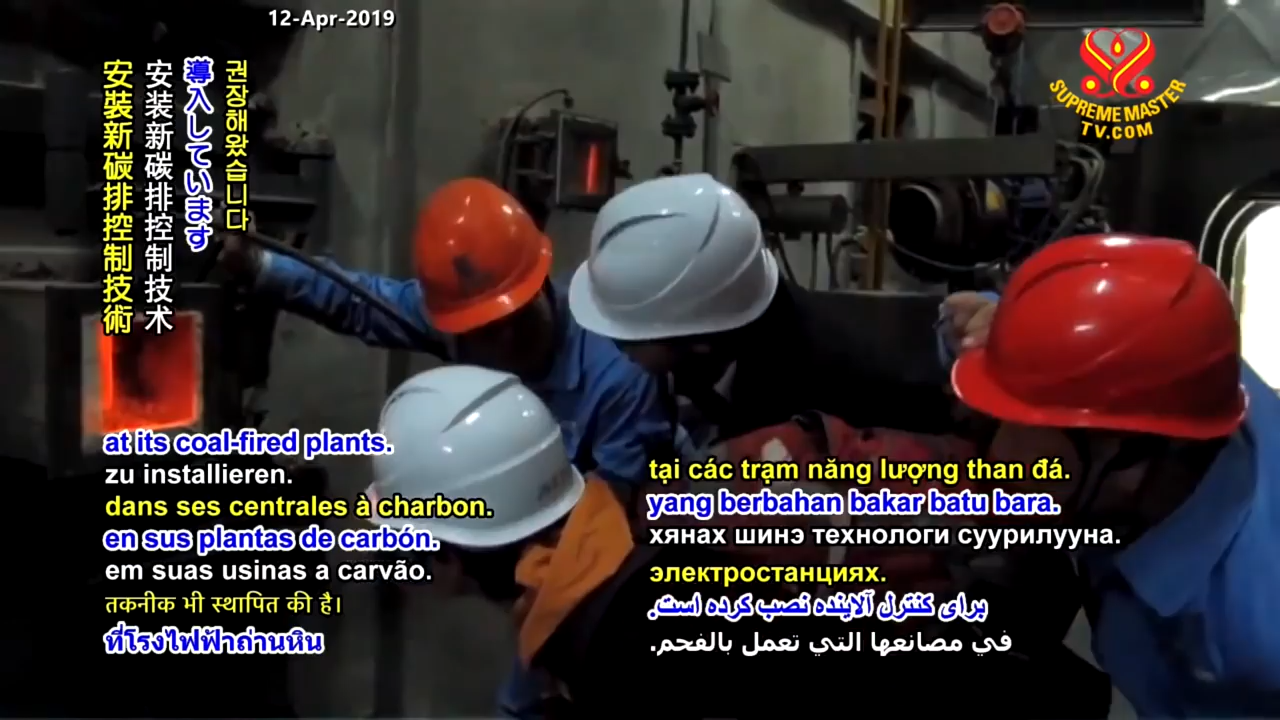 12-Apr-2019
SUPREME MASTER
TV.COM
安裝新碳排控制技術
安装新碳排控制技术
導入しています
권장해왔습니다
at its coal-fired plants.
zu installieren.
dans ses centrales à charbon.
en sus plantas de carbón.
em suas usinas a carvão.
तकनीक भी स्थापित की है।
ที่โรงไฟฟ้าถ่านหิน
tại các trạm năng lượng than đá.
yang berbahan bakar batu bara.
хянах шинэ технологи суурилууна.
электростанциях.
برای کنترل آلاینده نصب کرده است.
في مصانعها التي تعمل بالفحم.